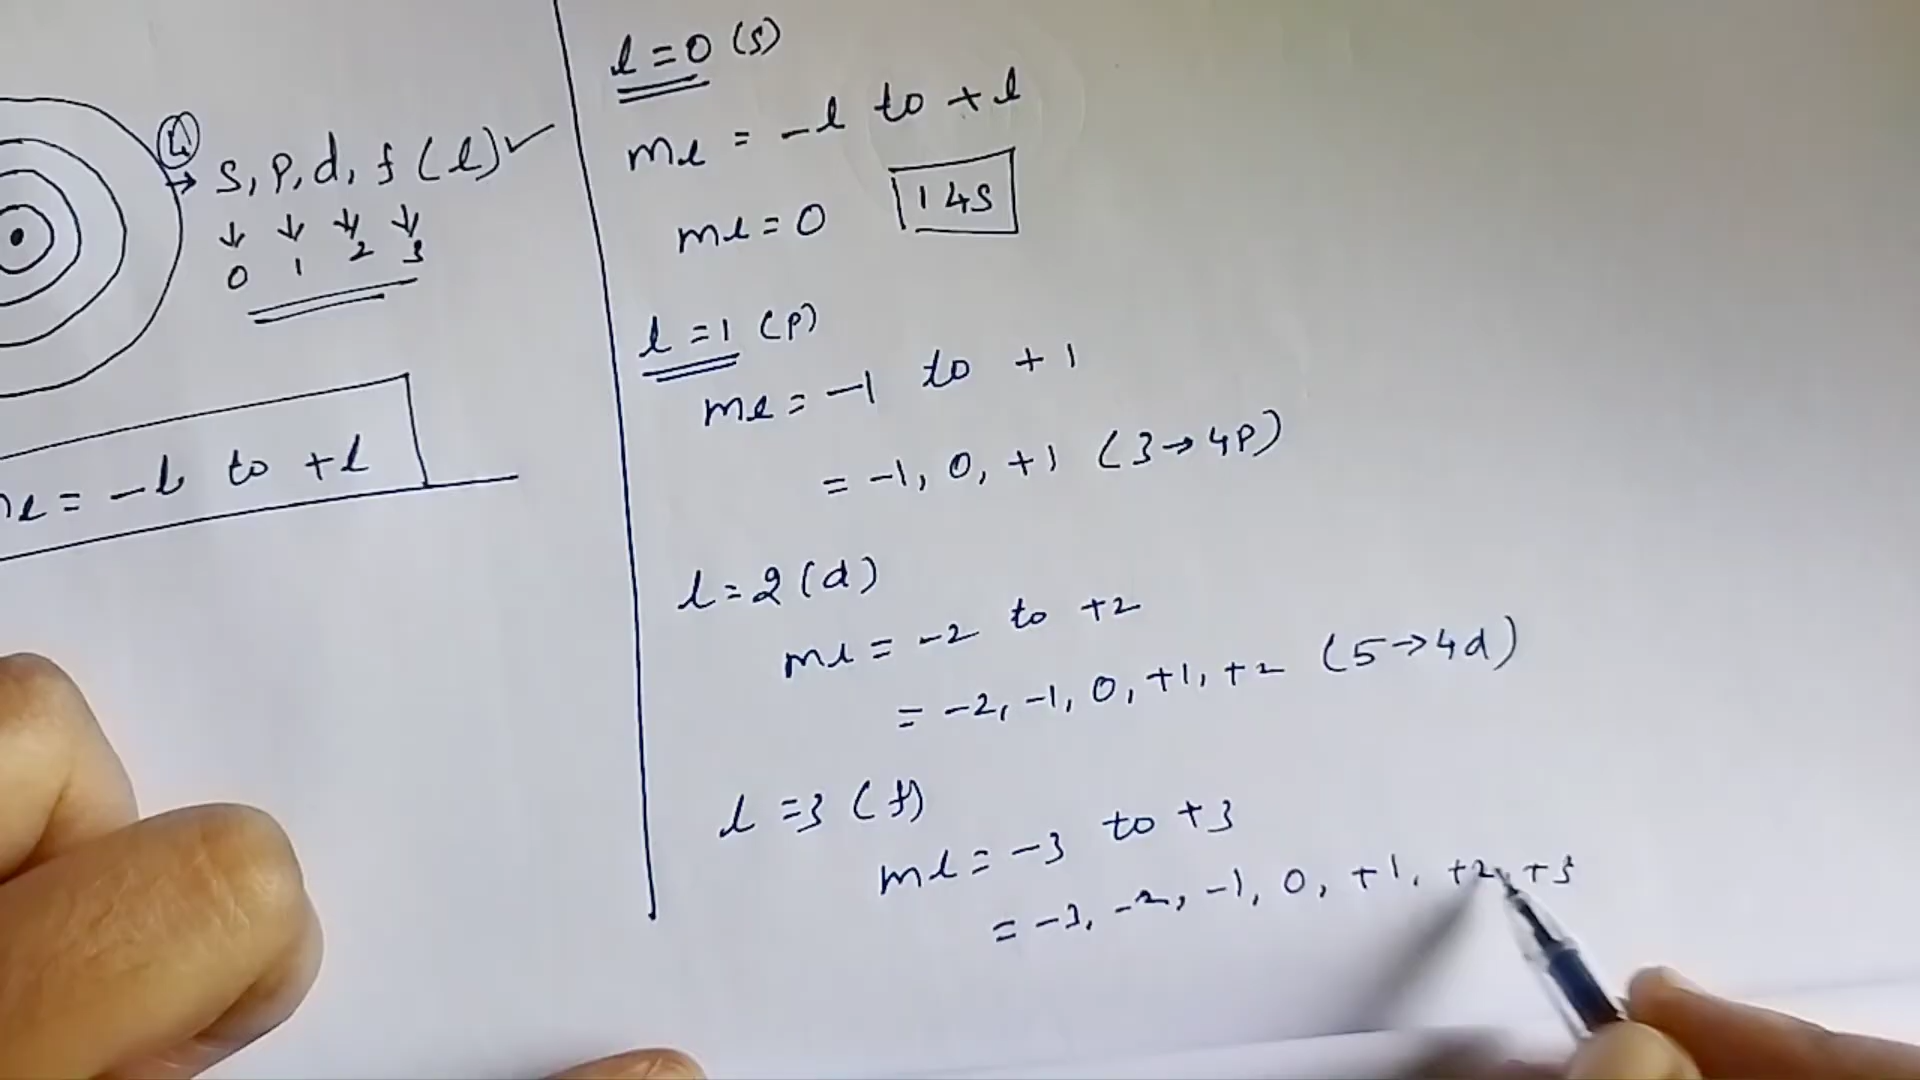 4
→ s, p, d, f (l) ✓
↓ ↓ ↓ ↓
0 1 2 3
ml = -l to +l
l = 0 (s)
ml = -l to +l
ml = 0
1 4s
l = 1 (p)
ml = -1 to +1
= -1, 0, +1 (3→4p)
l = 2 (d)
ml = -2 to +2
= -2, -1, 0, +1, +2 (5→4d)
l = 3 (f)
ml = -3 to +3
= -3, -2, -1, 0, +1, +2, +3